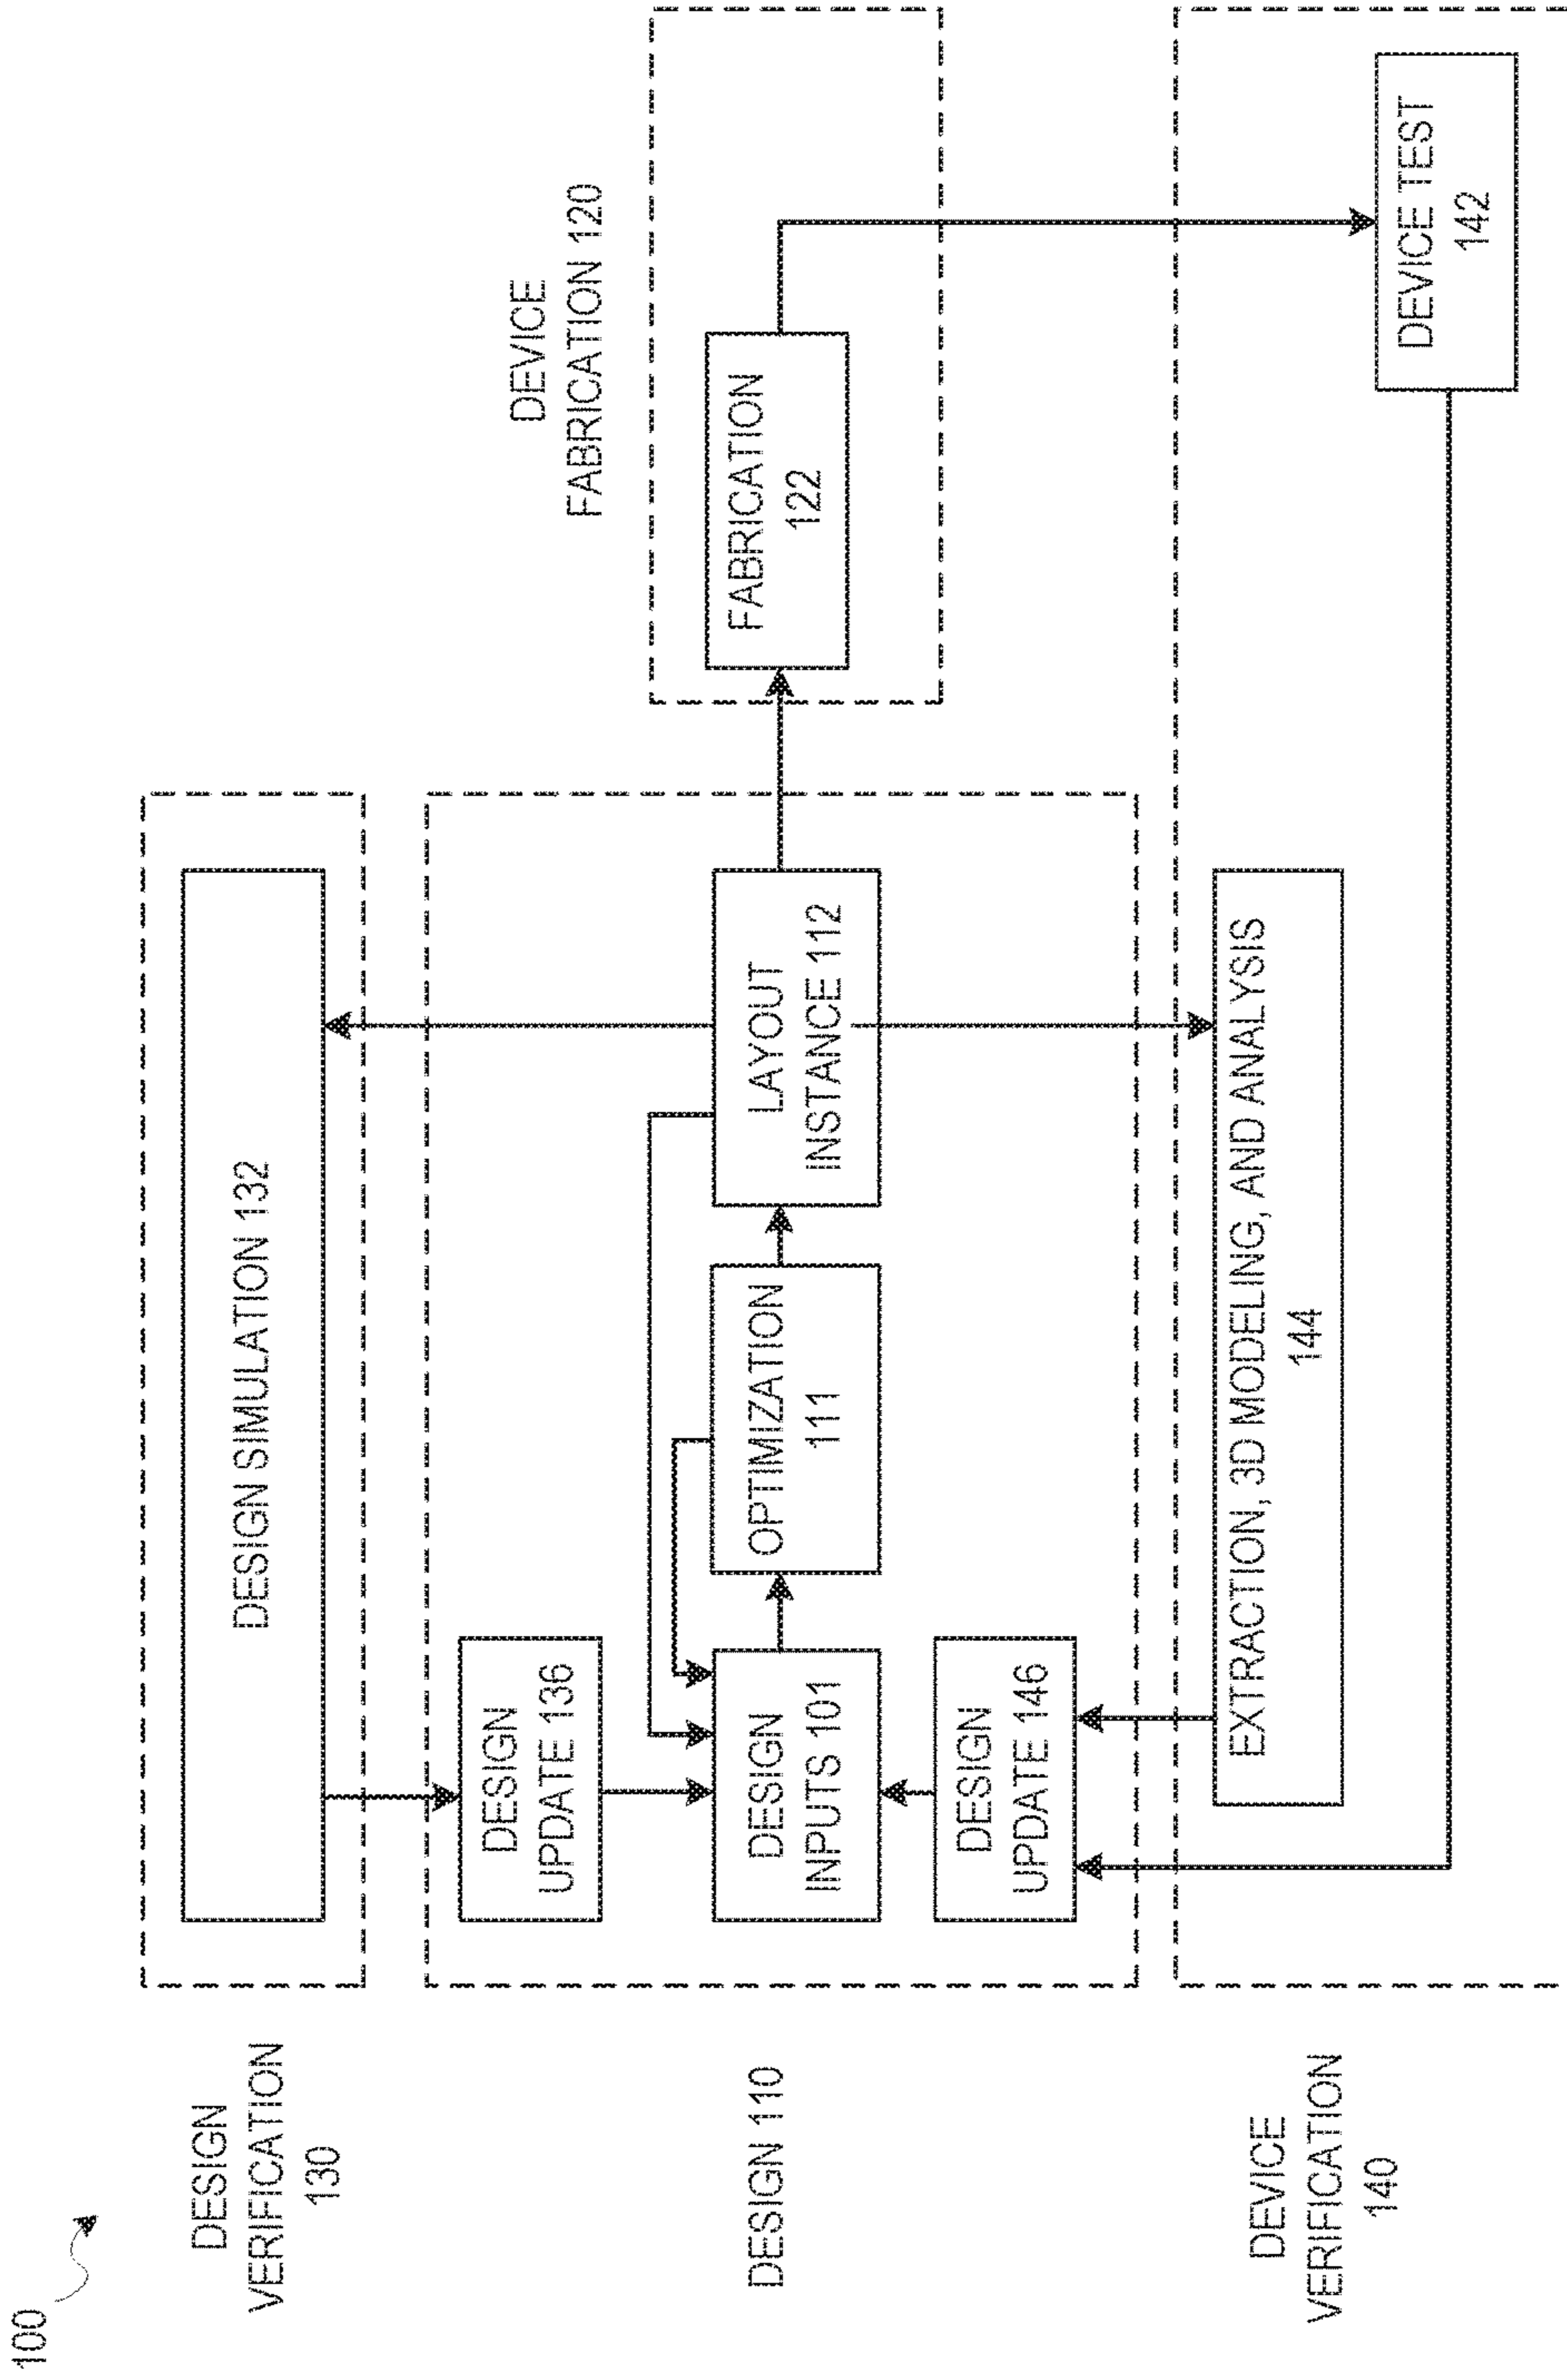 100
DESIGN
VERIFICATION
130
DESIGN SIMULATION 132
DESIGN
UPDATE 136
DEVICE
FABRICATION 120
DESIGN 110
DESIGN
INPUTS 101
OPTIMIZATION
111
LAYOUT
INSTANCE 112
FABRICATION
122
DESIGN
UPDATE 146
DEVICE
VERIFICATION
140
EXTRACTION, 3D MODELING, AND ANALYSIS
144
DEVICE TEST
142